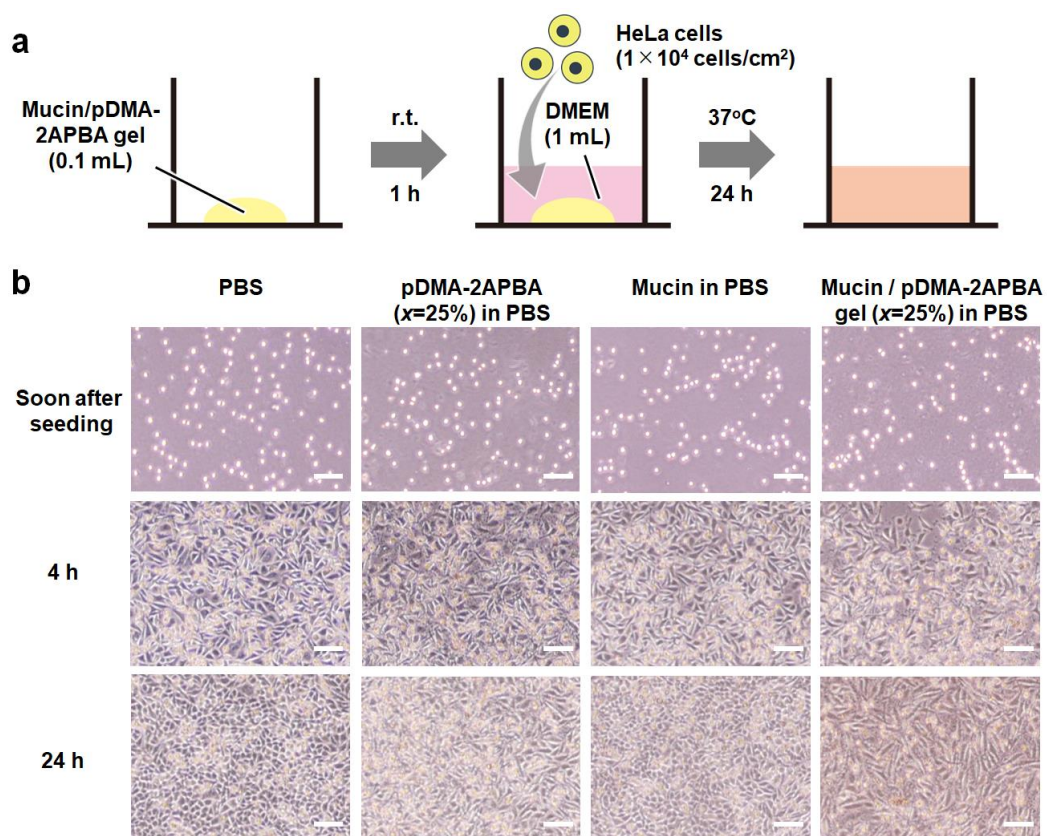 a
HeLa cells
(1×10⁴ cells/cm²)
Mucin/pDMA-
2APBA gel
(0.1 mL)
r.t.
1 h
DMEM
(1 mL)
37ºC
24 h
b
PBS
pDMA-2APBA
(x=25%) in PBS
Mucin in PBS
Mucin / pDMA-2APBA
gel (x=25%) in PBS
Soon after
seeding
4 h
24 h